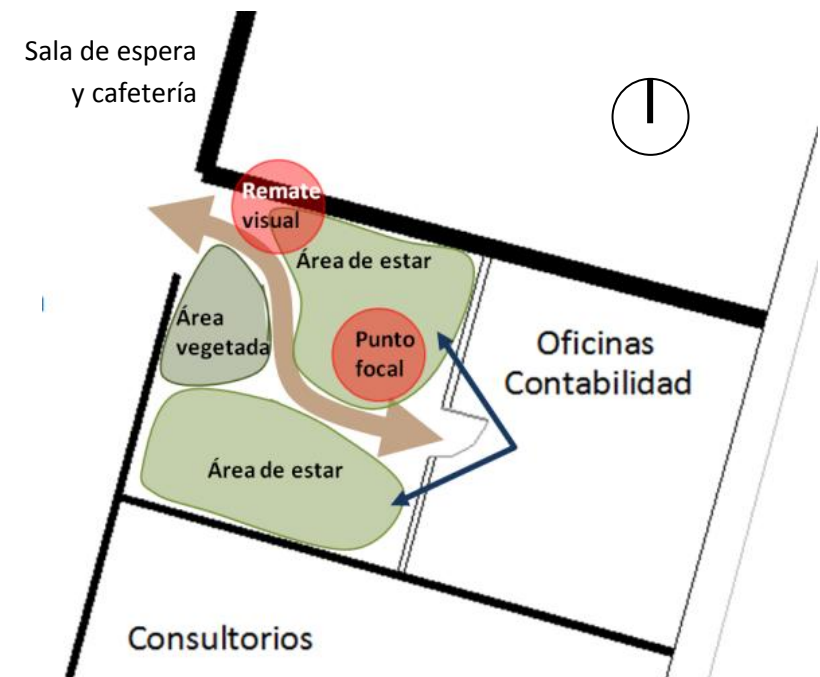 Sala de espera
y cafetería
Remate
visual
Área de estar
Área
vegetada
Punto
focal
Oficinas
Contabilidad
Área de estar
Consultorios